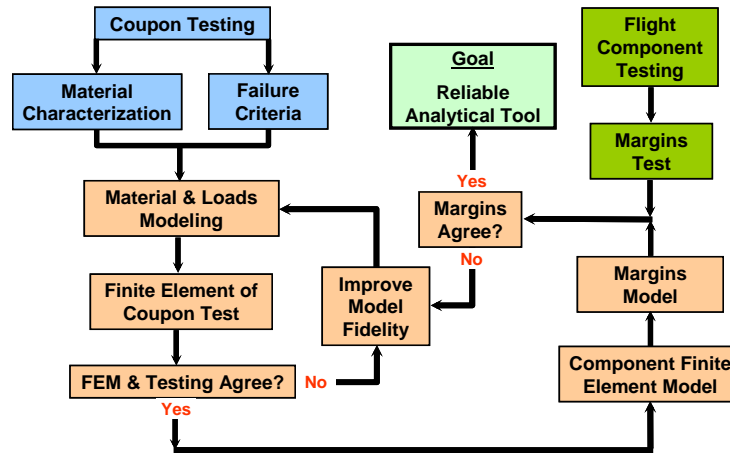 Coupon Testing
Material
Characterization
Failure
Criteria
Goal
Reliable
Analytical Tool
Flight
Component
Testing
Margins
Test
Yes
Material & Loads
Modeling
Margins
Agree?
No
Finite Element of
Coupon Test
Improve
Model
Fidelity
Margins
Model
FEM & Testing Agree?
No
Component Finite
Element Model
Yes